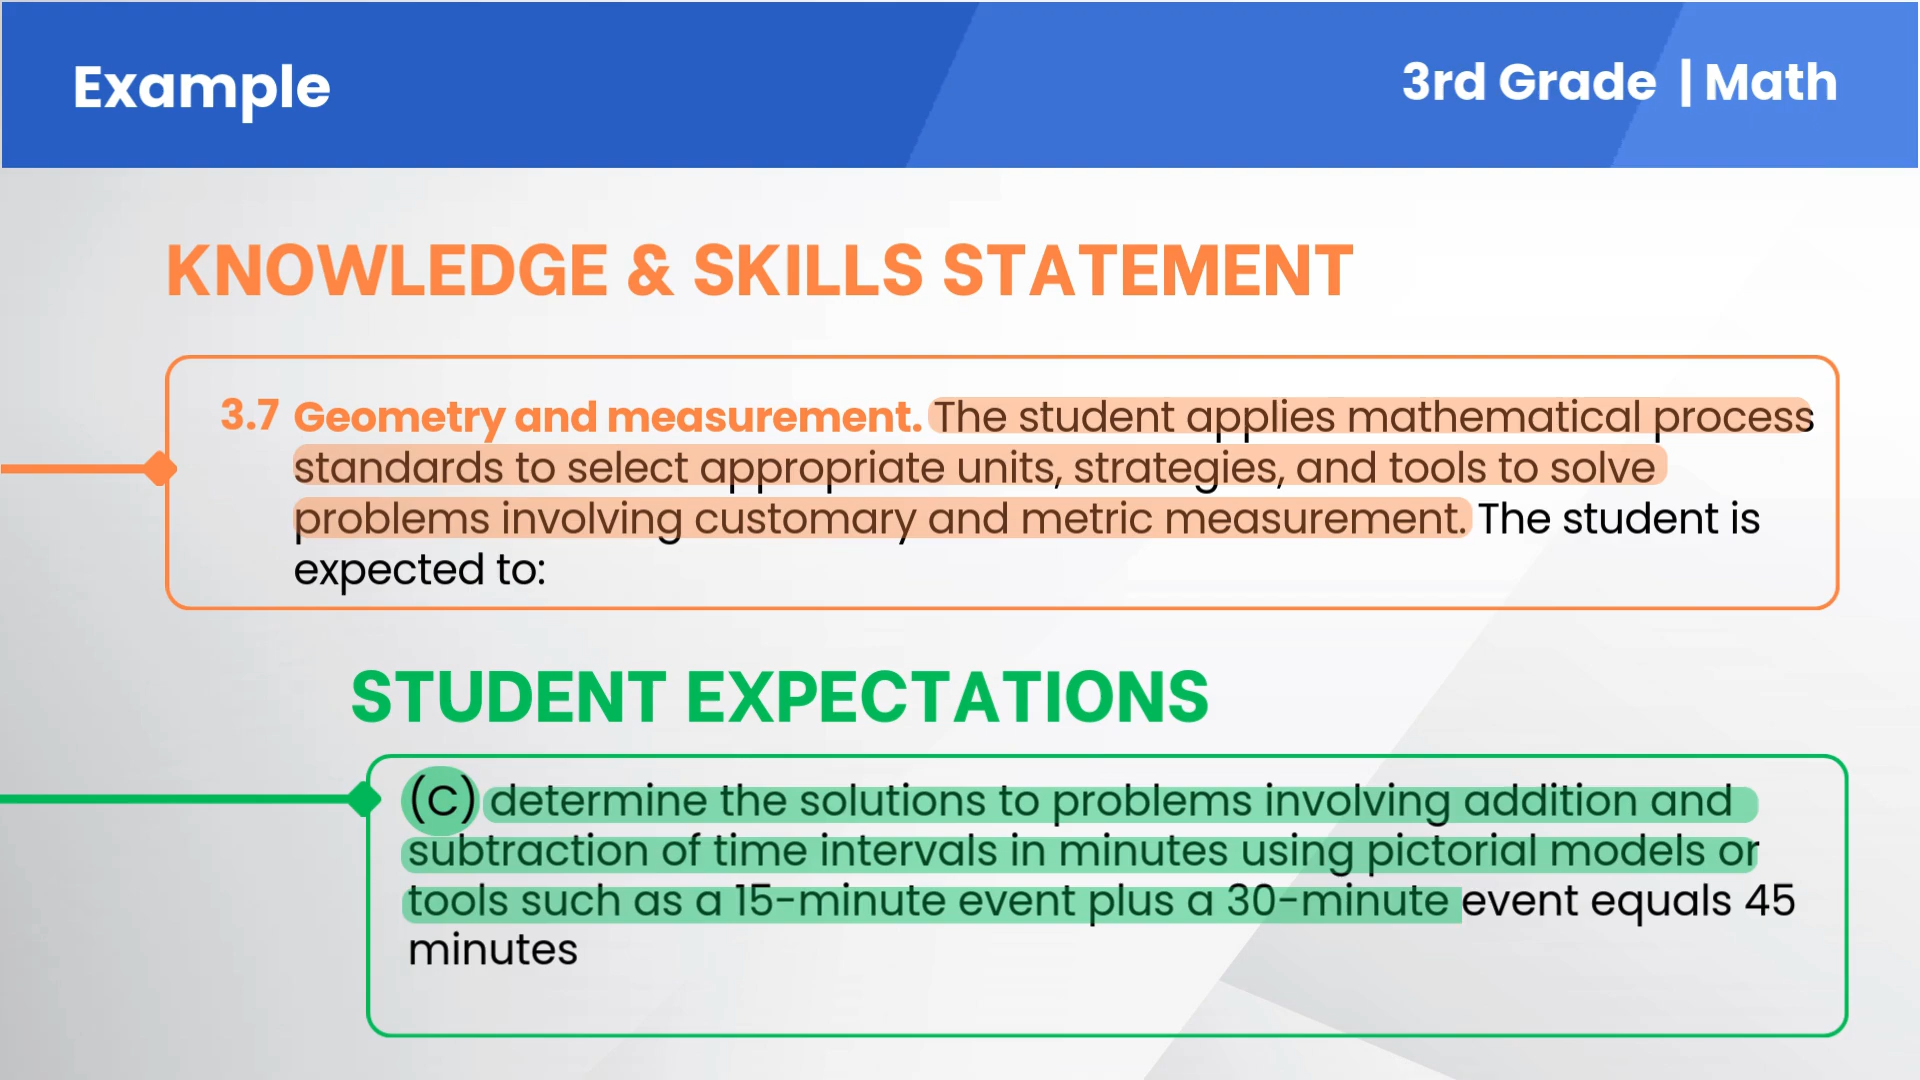 Example
3rd Grade | Math
KNOWLEDGE & SKILLS STATEMENT
3.7 Geometry and measurement. The student applies mathematical process
standards to select appropriate units, strategies, and tools to solve
problems involving customary and metric measurement. The student is
expected to:
STUDENT EXPECTATIONS
(C) determine the solutions to problems involving addition and
subtraction of time intervals in minutes using pictorial models or
tools such as a 15-minute event plus a 30-minute event equals 45
minutes